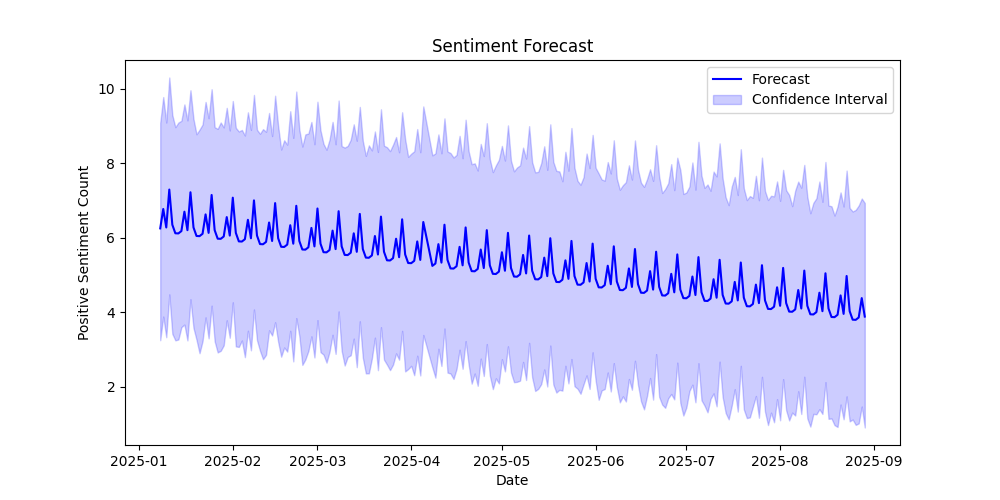 Sentiment Forecast
Forecast
Confidence Interval
Positive Sentiment Count
10
8
6
4
2
2025-01 2025-02 2025-03 2025-04 2025-05 2025-06 2025-07 2025-08 2025-09
Date